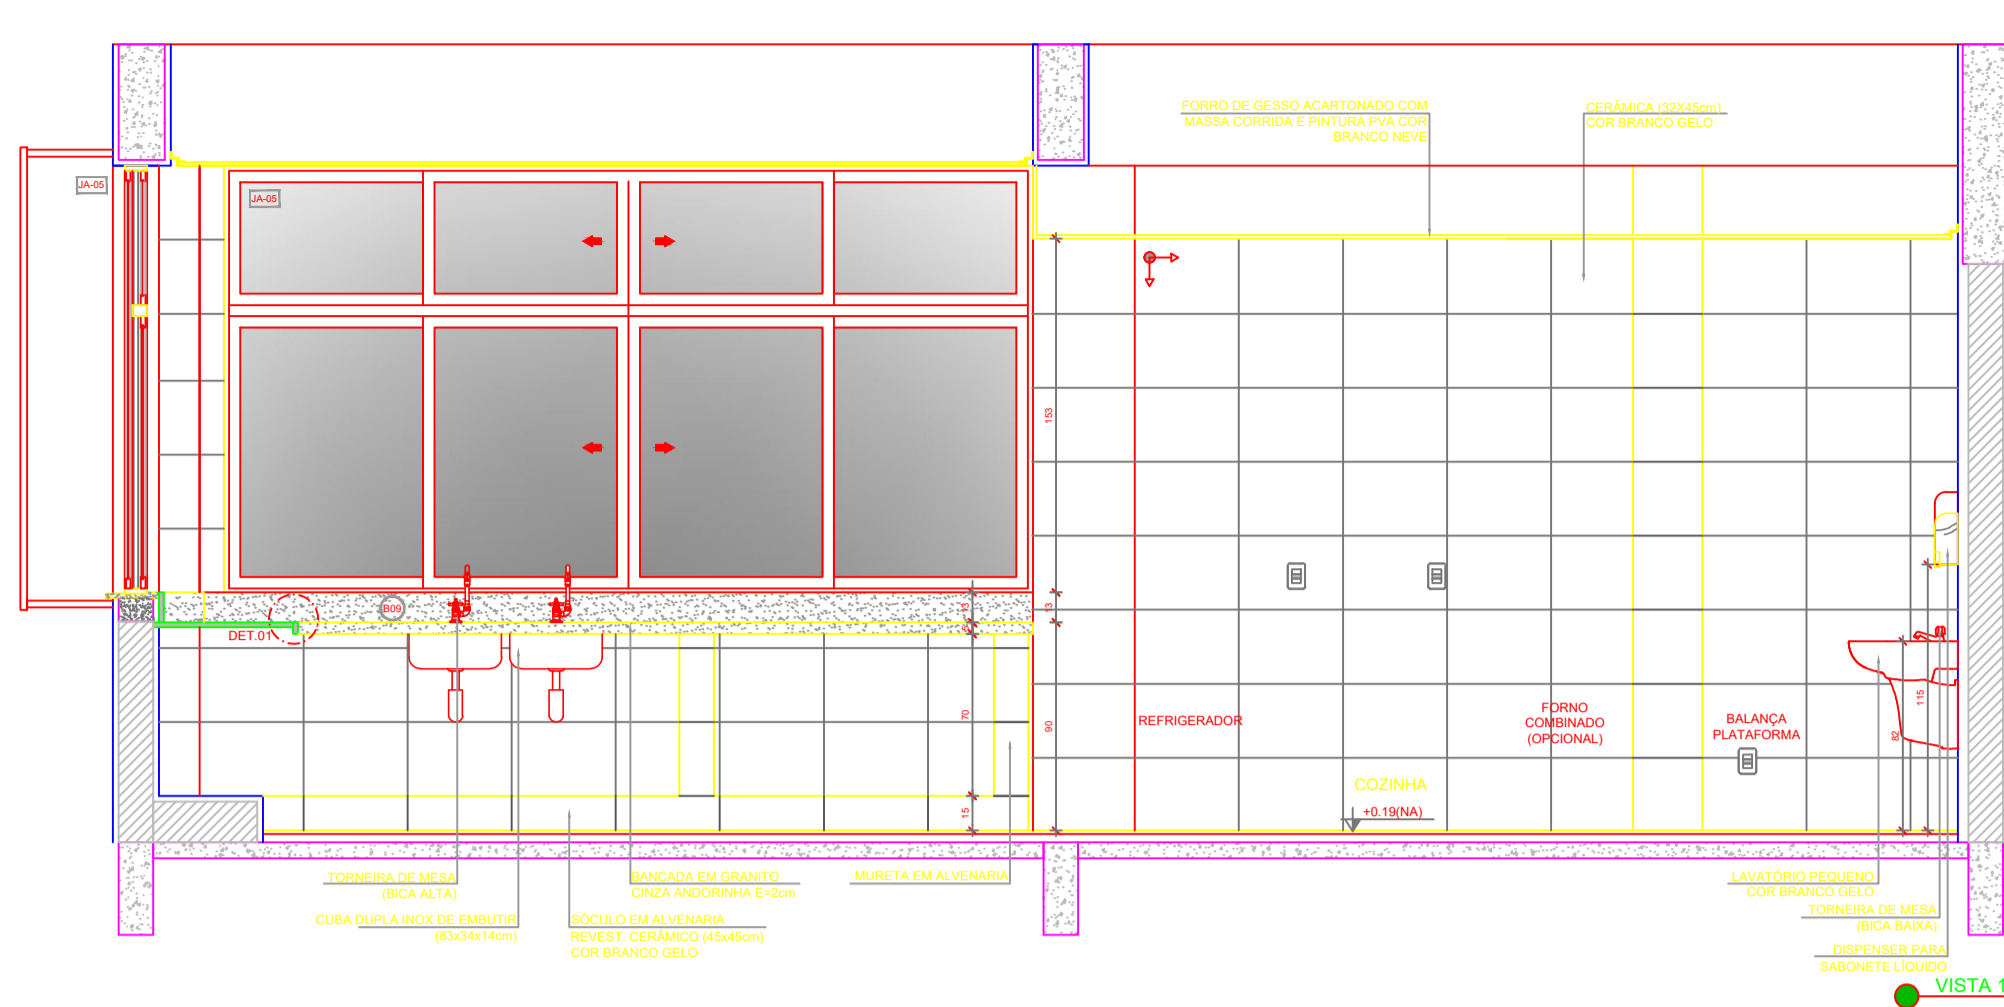 FORRO DE GESSO ACARTONADO COM
MASSA CORRIDA E PINTURA PVA COR
BRANCO NEVE
CERÂMICA (32X45cm)
COR BRANCO GELO
JA-05
JA-05
153
B09
13
13
DET.01
115
70
90
82
REFRIGERADOR
FORNO
COMBINADO
(OPCIONAL)
BALANÇA
PLATAFORMA
COZINHA
+0.19(NA)
15
TORNEIRA DE MESA
(BICA ALTA)
BANCADA EM GRANITO
CINZA ANDORINHA E=2cm
MURETA EM ALVENARIA
LAVATÓRIO PEQUENO
COR BRANCO GELO
CUBA DUPLA INOX DE EMBUTIR
(83x34x14cm)
SÓCULO EM ALVENARIA
REVEST. CERÂMICO (45x45cm)
COR BRANCO GELO
TORNEIRA DE MESA
(BICA BAIXA)
DISPENSER PARA
SABONETE LÍQUIDO
VISTA 1